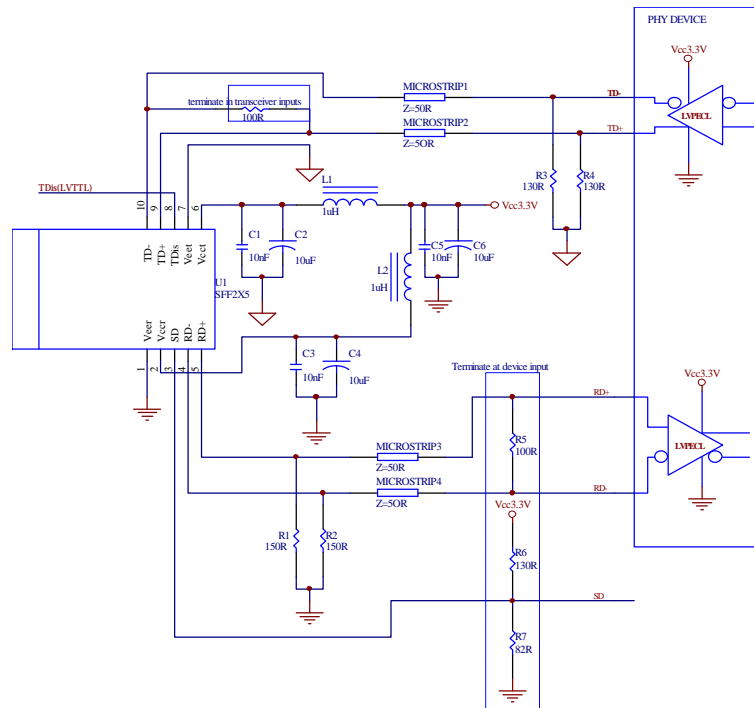 PHY DEVICE
Vcc3.3V
MICROSTRIP1
TD-
terminate in transceiver inputs
LVPECL
100R
Z=50R
MICROSTRIP2
TD+
Z=5OR
L1
R3
130R
R4
130R
TDis(LVTTL)
10
9
8
7
6
1uH
Vcc3.3V
C1
10nF
C2
10uF
C5
10nF
C6
10uF
TD-
TD+
TDis
Veet
Vcct
L2
1uH
U1
SFF2X5
Veer
Vccr
SD
RD-
RD+
1
2
3
4
5
C3
10nF
C4
10uF
Terminate at device input
Vcc3.3V
RD+
R5
100R
LVPECL
MICROSTRIP3
Z=50R
MICROSTRIP4
Z=5OR
RD-
Vcc3.3V
R1
150R
R2
150R
R6
130R
SD
R7
82R